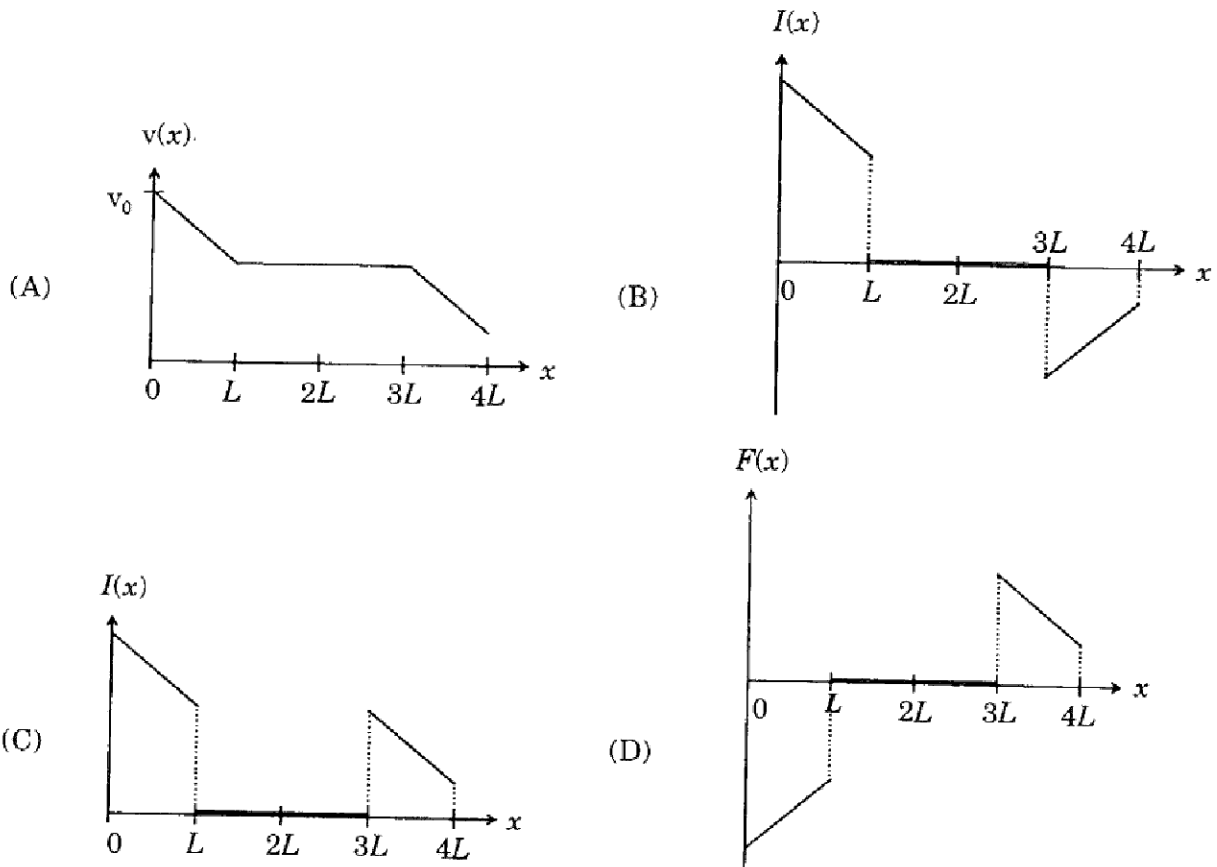 v(x)
v₀
(A)
0 L 2L 3L 4L x
I(x)
3L 4L
(B)
0 L 2L x
I(x)
(C)
0 L 2L 3L 4L x
F(x)
(D)
0 L 2L 3L 4L x